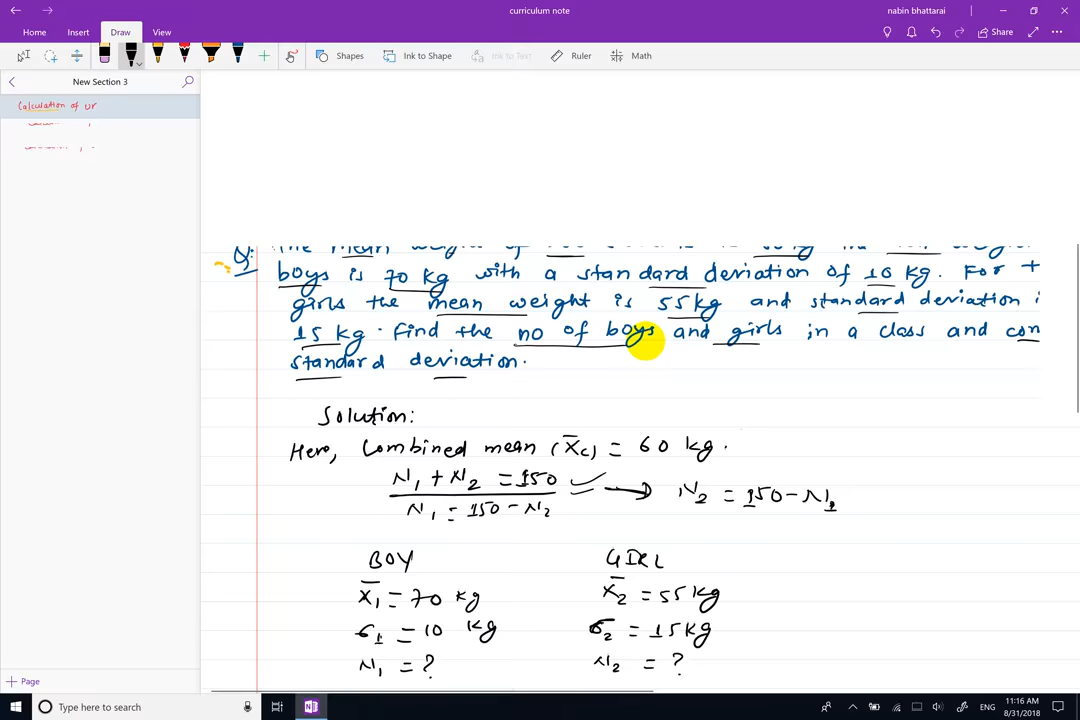 curriculum note
nabin bhattarai
Home Insert Draw View
Share
Shapes Ink to Shape Ink to Text Ruler Math
New Section 3
Calculation of ur
Q:
boys is 70 kg with a standard deviation of 10 kg. For t
girls the mean weight is 55kg and standard deviation i
15 kg. Find the no of boys and girls in a class and con
standard deviation.
Solution:
Here, Combined mean (X̄c) = 60 kg.
N₁ + N₂ = 150 → N₂ = 150 - N₁
N₁ = 150 - N₂
BOY GIRL
X̄₁ = 70 kg X̄₂ = 55kg
σ₁ = 10 kg σ₂ = 15kg
N₁ = ? N₂ = ?
+ Page
Type here to search
ENG
11:16 AM
8/31/2018